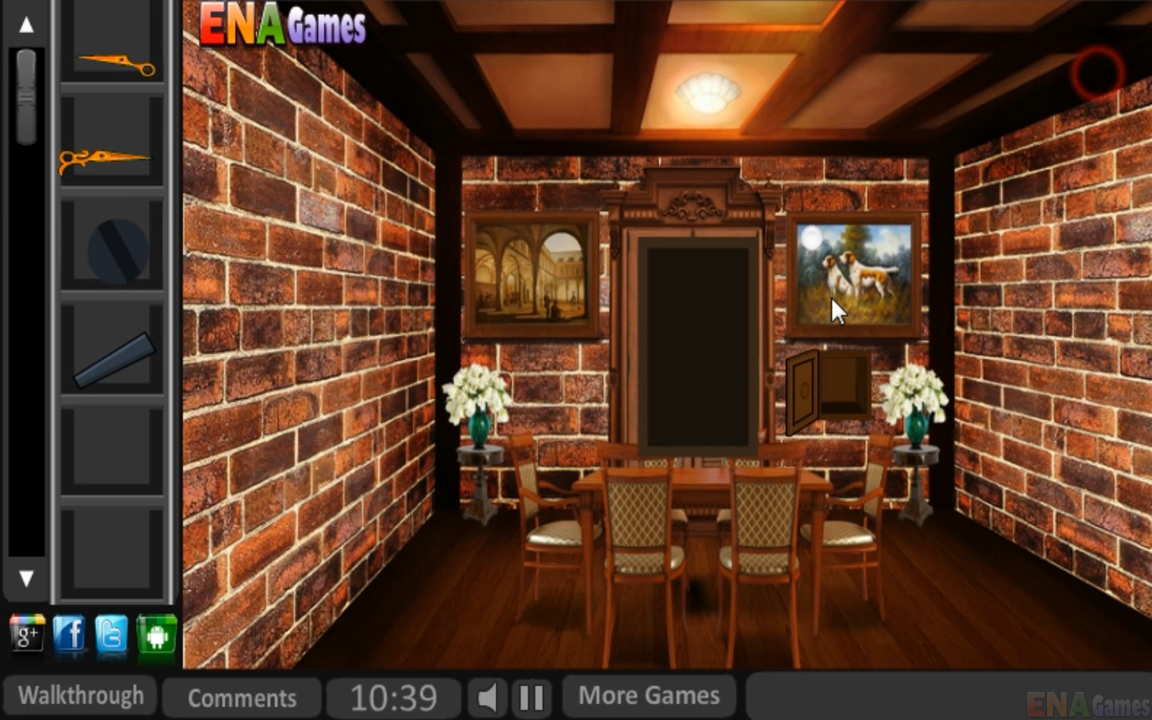 ENAGames
g+
f
t
Walkthrough
Comments
10:39
More Games
ENAGames